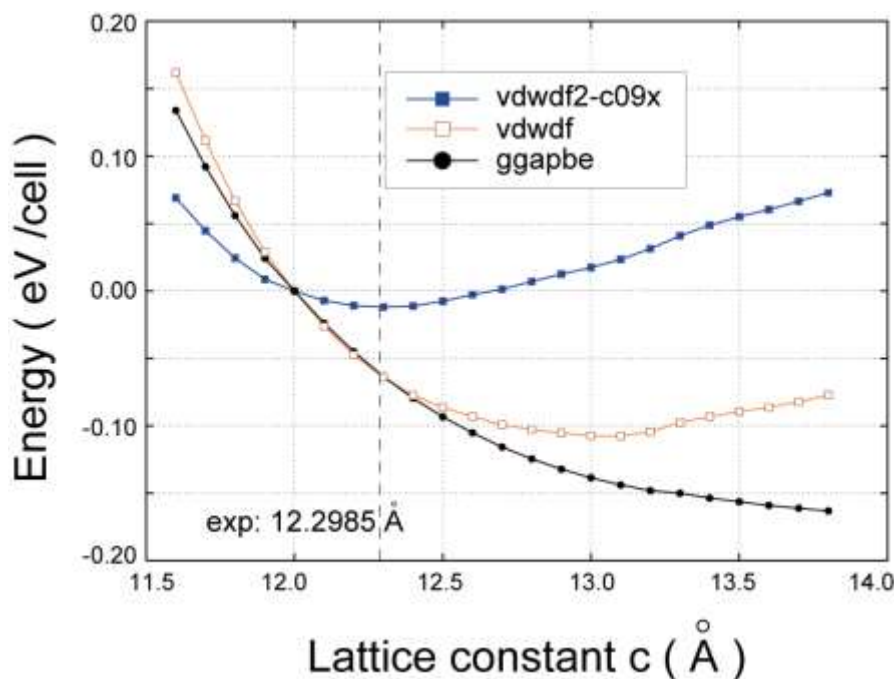 0.20
0.10
0.00
-0.10
-0.20
Energy ( eV /cell)
vdwdf2-c09x
vdwdf
ggapbe
exp: 12.2985 Å
11.5 12.0 12.5 13.0 13.5 14.0
Lattice constant c ( Å )